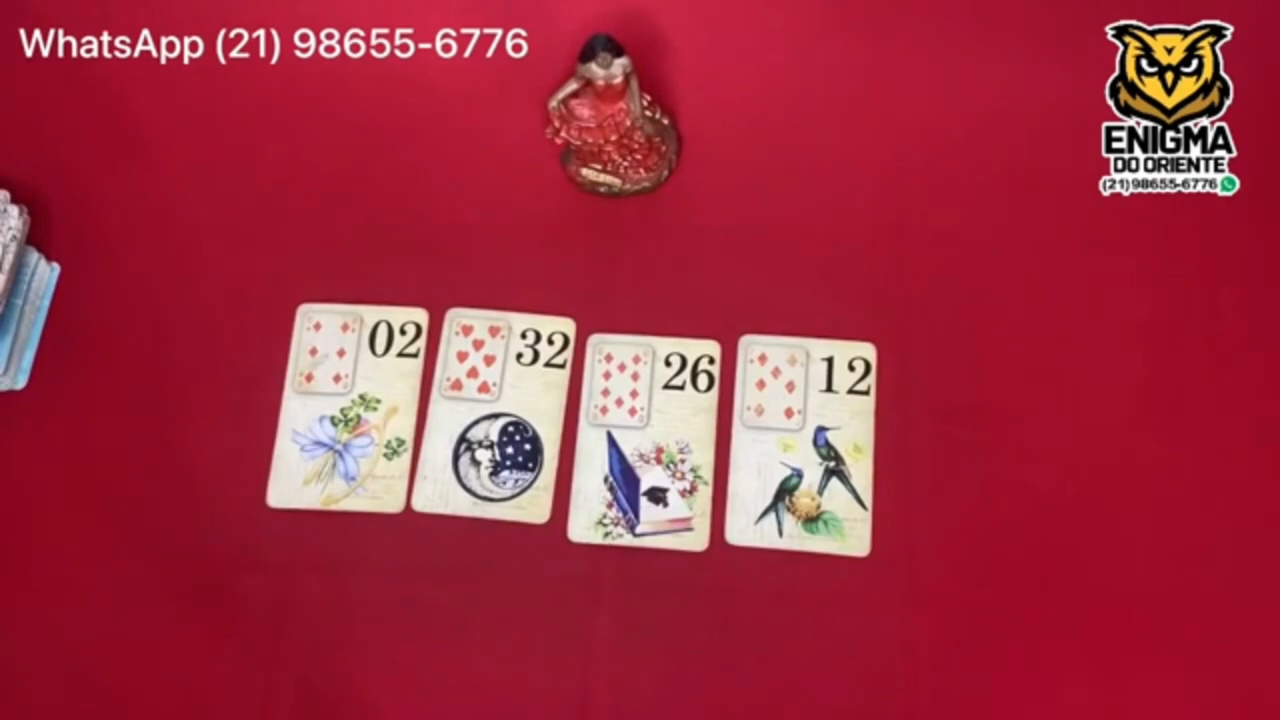 WhatsApp (21) 98655-6776
ENIGMA
DO ORIENTE
(21)98655-6776
02
32
26
12